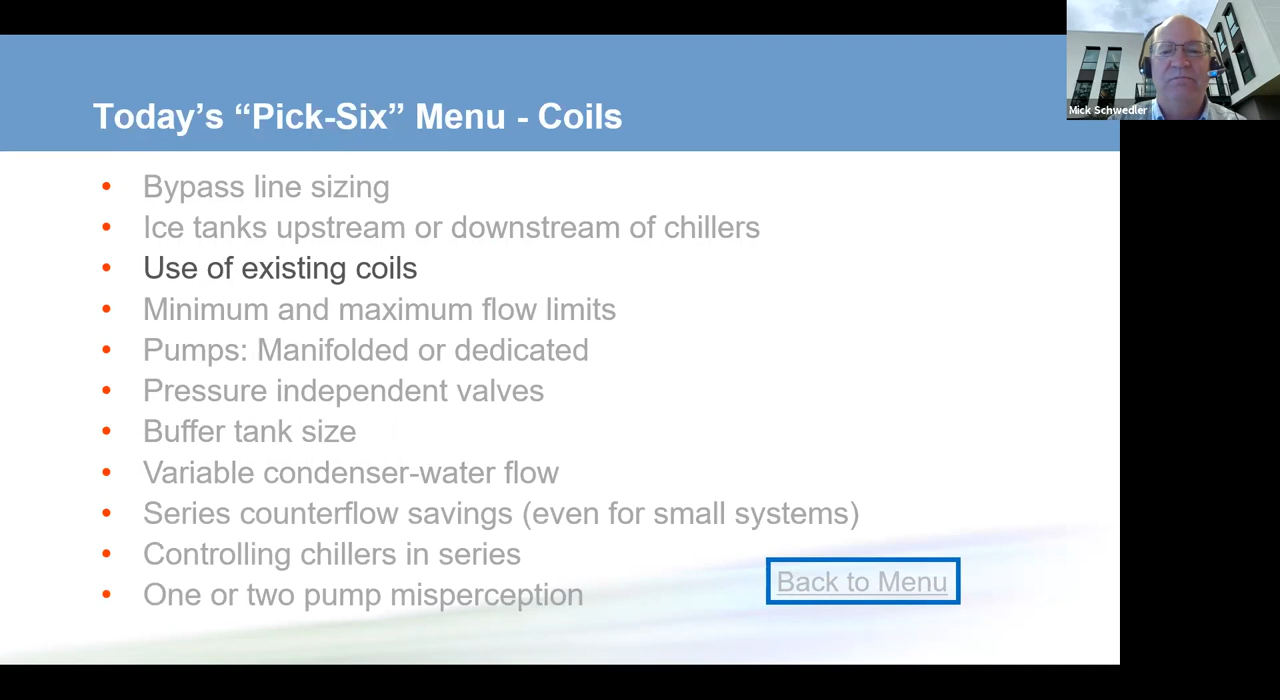 Today’s “Pick-Six” Menu - Coils
Mick Schwedler
• Bypass line sizing
• Ice tanks upstream or downstream of chillers
• Use of existing coils
• Minimum and maximum flow limits
• Pumps: Manifolded or dedicated
• Pressure independent valves
• Buffer tank size
• Variable condenser-water flow
• Series counterflow savings (even for small systems)
• Controlling chillers in series
• One or two pump misperception
Back to Menu